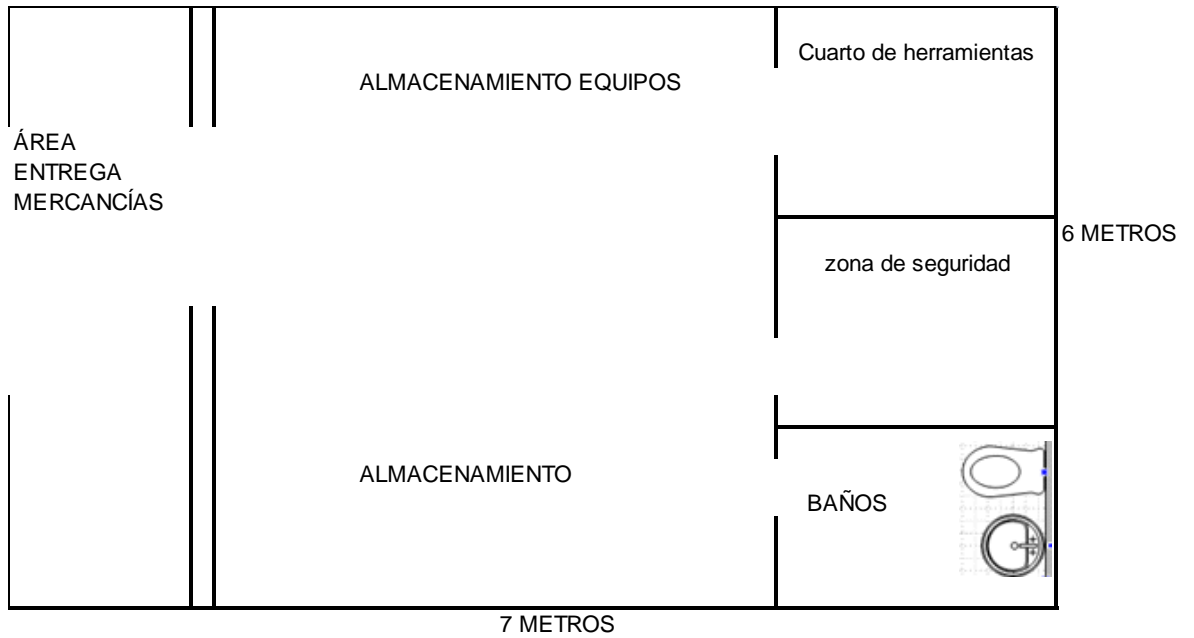 Cuarto de herramientas
ALMACENAMIENTO EQUIPOS
ÁREA
ENTREGA
MERCANCÍAS
6 METROS
zona de seguridad
ALMACENAMIENTO
BAÑOS
7 METROS